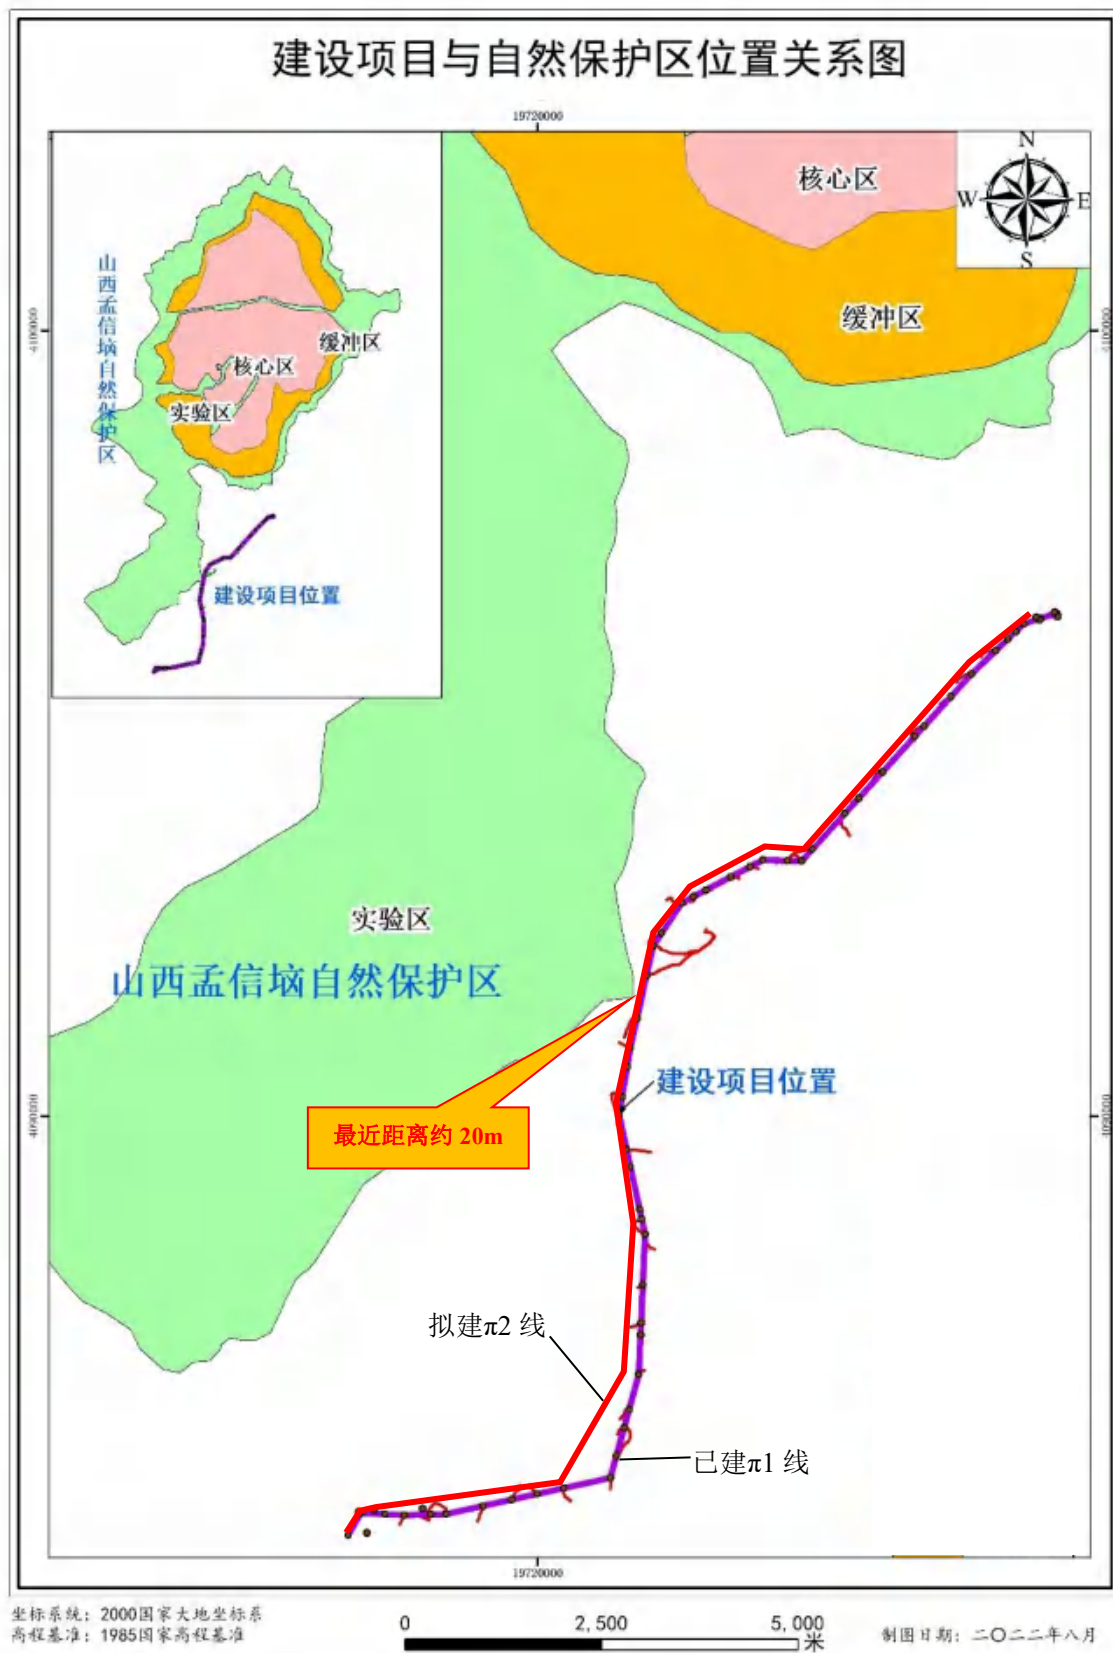 建设项目与自然保护区位置关系图
19720000
N
W
E
S
核心区
缓冲区
4100000
4100000
山西孟信垴自然保护区
缓冲区
核心区
实验区
建设项目位置
实验区
山西孟信垴自然保护区
建设项目位置
4090000
4090000
最近距离约 20m
拟建π2 线
已建π1 线
19720000
坐标系统：2000国家大地坐标系
高程基准：1985国家高程基准
0 2,500 5,000
米
制图日期：二〇二二年八月